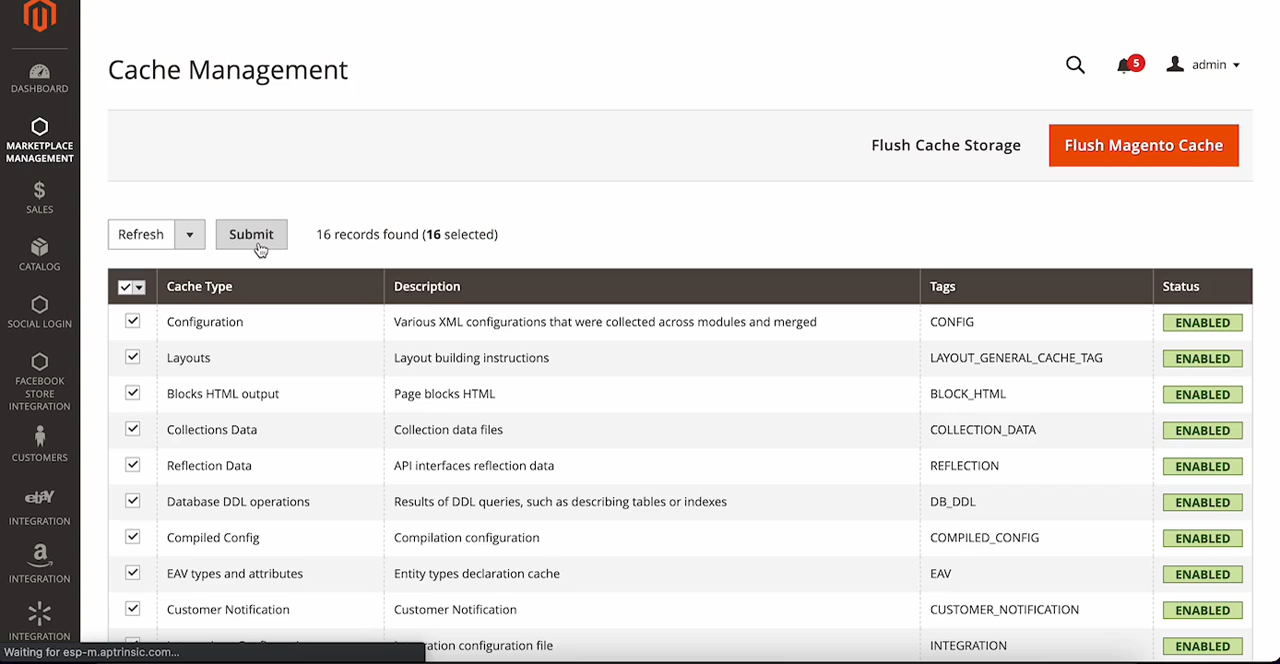 Cache Management
5
admin
Flush Cache Storage
Flush Magento Cache
Refresh
Submit
16 records found (16 selected)
Cache Type Description Tags Status
Configuration Various XML configurations that were collected across modules and merged CONFIG ENABLED
Layouts Layout building instructions LAYOUT_GENERAL_CACHE_TAG ENABLED
Blocks HTML output Page blocks HTML BLOCK_HTML ENABLED
Collections Data Collection data files COLLECTION_DATA ENABLED
Reflection Data API interfaces reflection data REFLECTION ENABLED
Database DDL operations Results of DDL queries, such as describing tables or indexes DB_DDL ENABLED
Compiled Config Compilation configuration COMPILED_CONFIG ENABLED
EAV types and attributes Entity types declaration cache EAV ENABLED
Customer Notification Customer Notification CUSTOMER_NOTIFICATION ENABLED
configuration file INTEGRATION ENABLED
DASHBOARD
MARKETPLACE
MANAGEMENT
$
SALES
CATALOG
SOCIAL LOGIN
FACEBOOK
STORE
INTEGRATION
CUSTOMERS
ebay
INTEGRATION
a
INTEGRATION
INTEGRATION
Waiting for esp-m.aptrinsic.com...